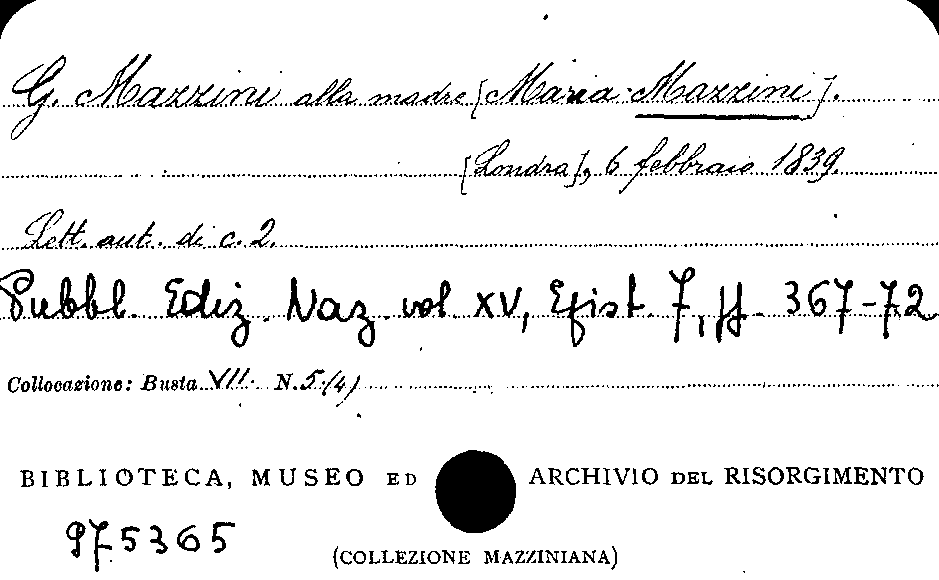 G. Mazzini alla madre [Maria Mazzini].
[Londra], 6 febbraio 1839.
Lett. aut. di c. 2.
Pubbl. Ediz. Naz. vol. XV, Epist. 7, pp. 367-72
Collocazione: Busta VII. N. 5.(4)
BIBLIOTECA, MUSEO ED ARCHIVIO DEL RISORGIMENTO
975365
(COLLEZIONE MAZZINIANA)